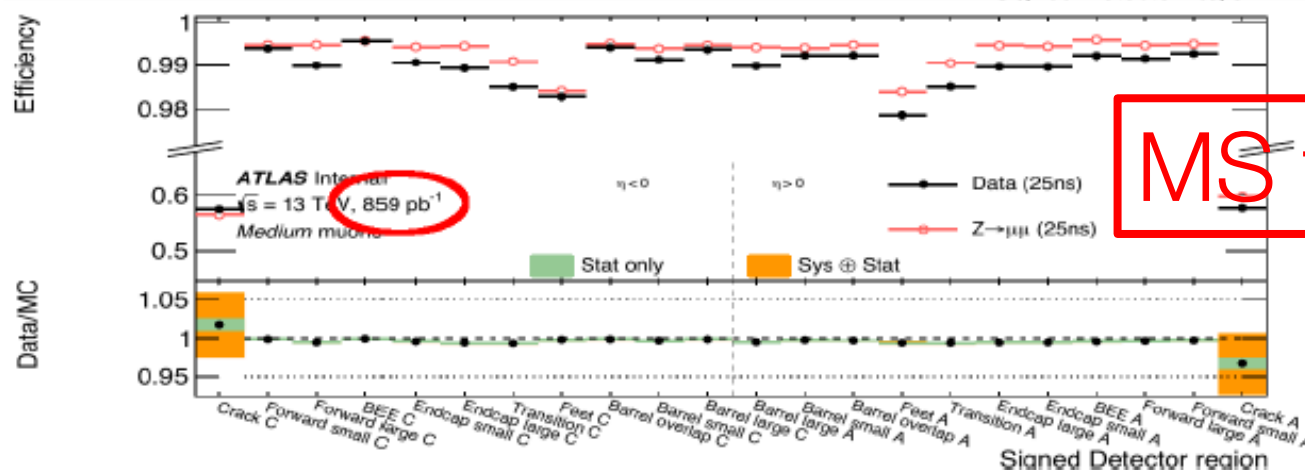 Efficiency
1
0.99
0.98
0.6
0.5
ATLAS Internal
√s = 13 TeV, 859 pb⁻¹
Medium muons
η<0
η>0
Data (25ns)
Z→μμ (25ns)
Stat only
Sys ⊕ Stat
MS
Data/MC
1.05
1
0.95
Crack C
Forward small C
Forward large C
BEE C
Endcap small C
Endcap large C
Transition C
Feet C
Barrel overlap C
Barrel small C
Barrel large C
Barrel large A
Barrel small A
Barrel overlap A
Feet A
Transition A
Endcap large A
Endcap small A
BEE A
Forward large A
Forward small A
Crack A
Signed Detector region